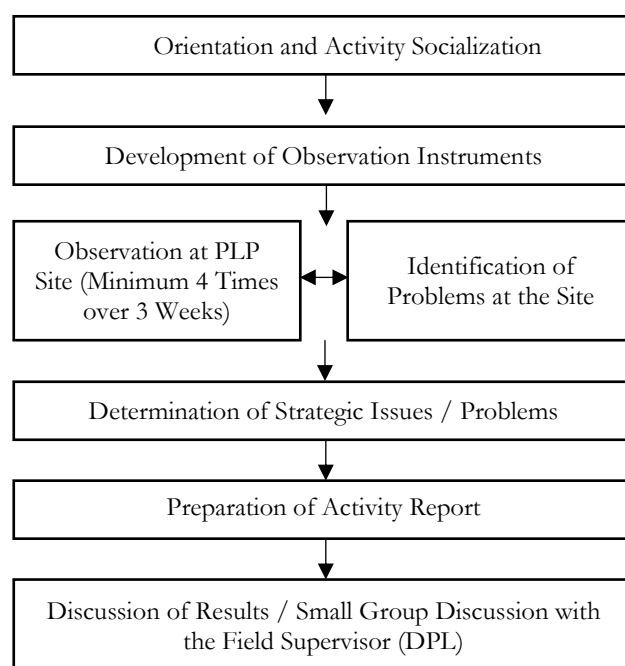 Orientation and Activity Socialization
Development of Observation Instruments
Observation at PLP
Site (Minimum 4 Times
over 3 Weeks)
Identification of
Problems at the Site
Determination of Strategic Issues / Problems
Preparation of Activity Report
Discussion of Results / Small Group Discussion with
the Field Supervisor (DPL)